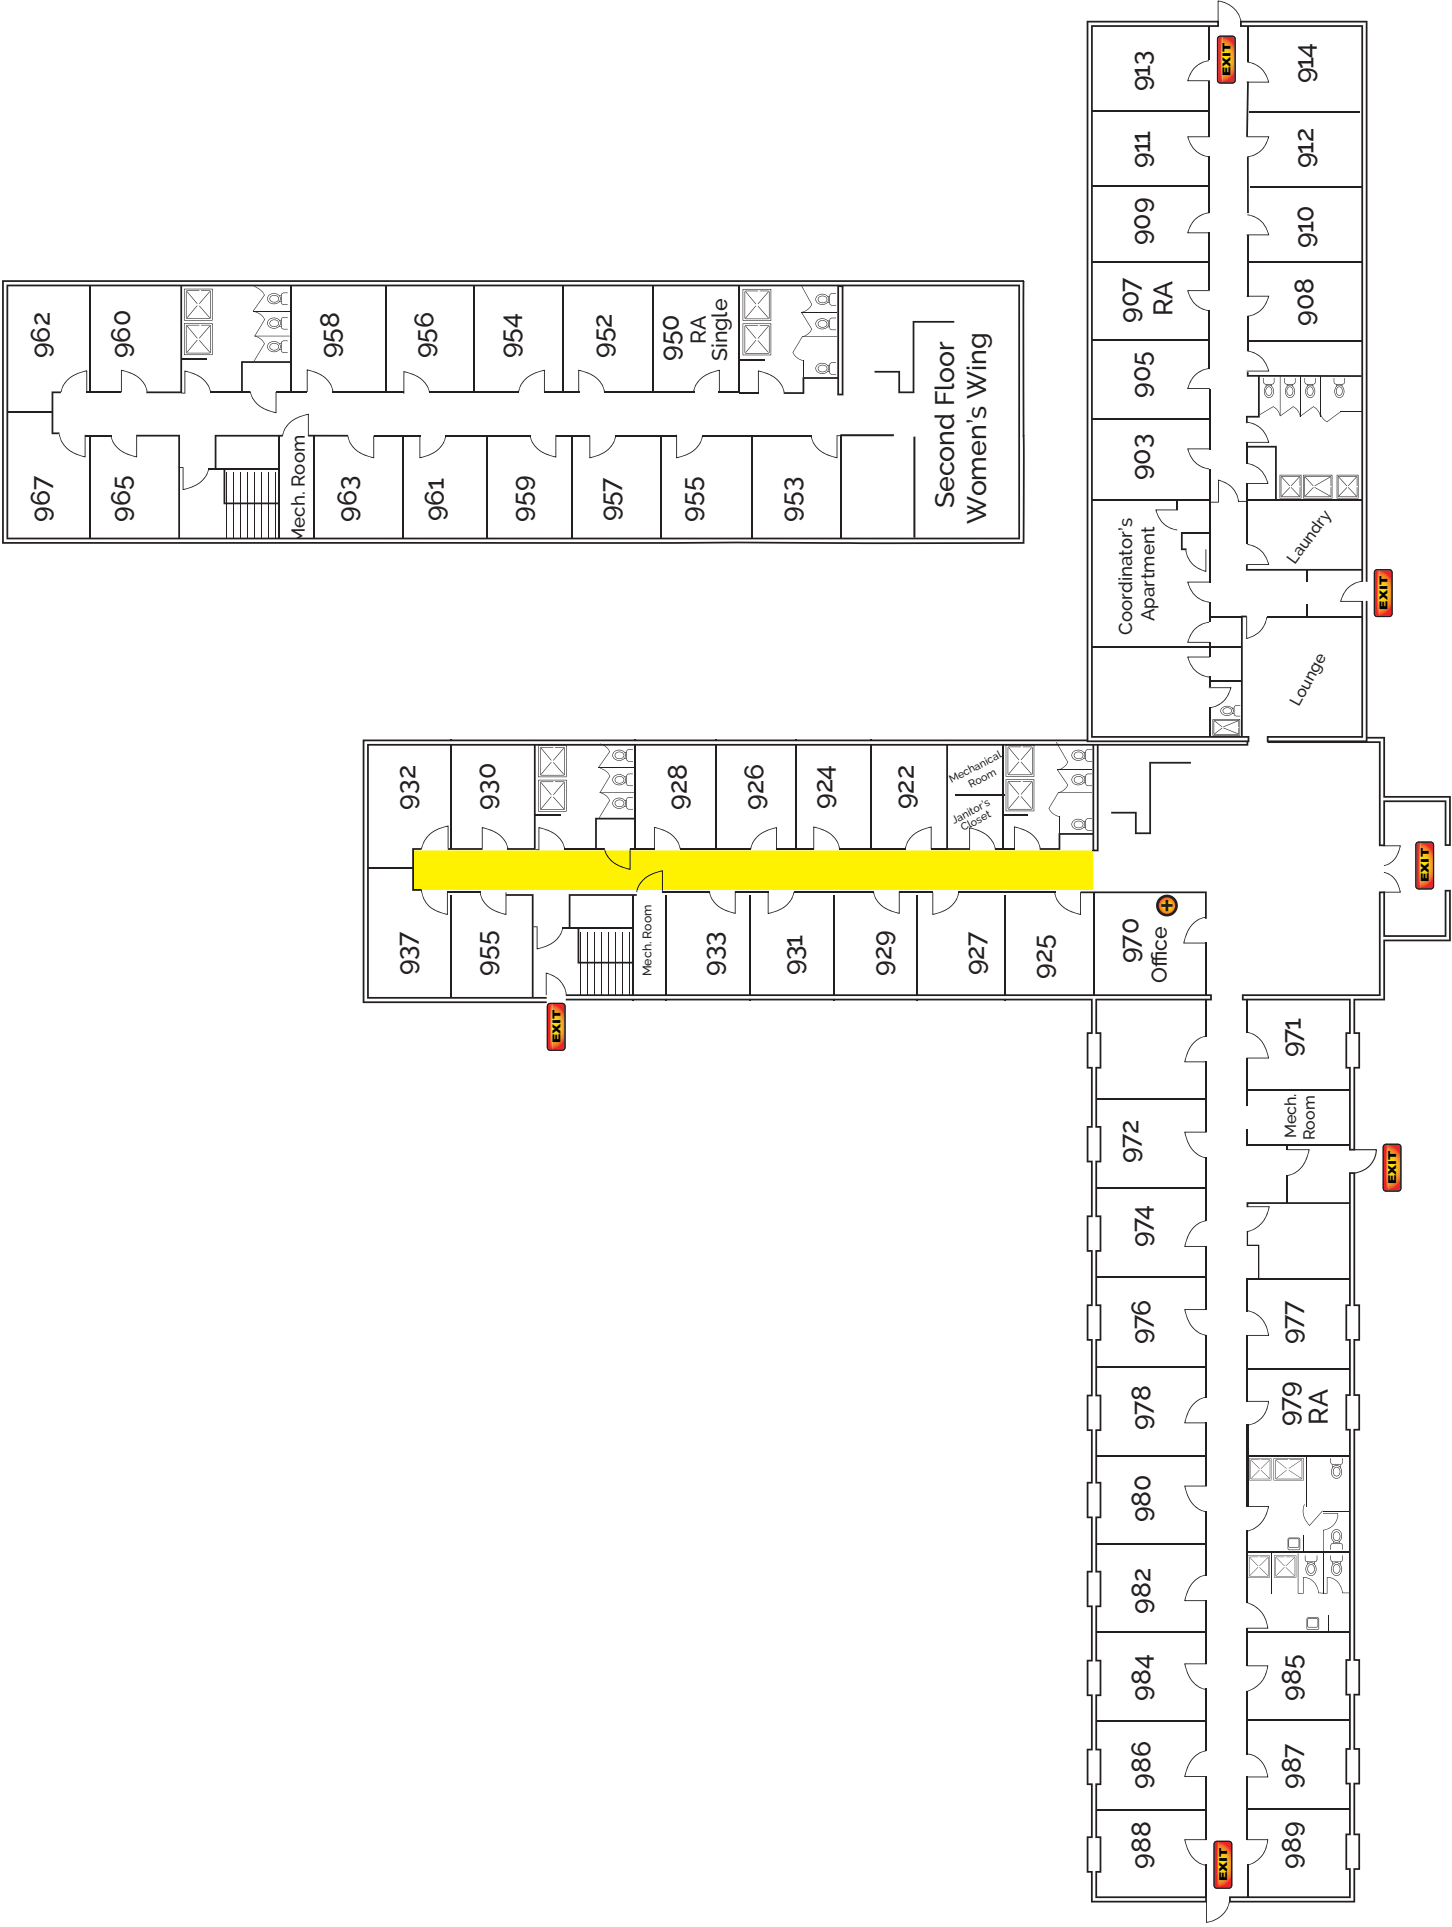 962
960
958
956
954
952
950
RA
Single
967
965
Mech. Room
963
961
959
957
955
953
Second Floor
Women's Wing
913
911
909
907
RA
905
903
Coordinator's
Apartment
EXIT
914
912
910
908
Laundry
EXIT
Lounge
932
930
928
926
924
922
Mechanical
Room
Janitor's
Closet
937
955
Mech. Room
933
931
929
927
925
970
Office
EXIT
EXIT
971
Mech.
Room
EXIT
972
974
976
978
980
982
984
986
988
977
979
RA
985
987
989
EXIT